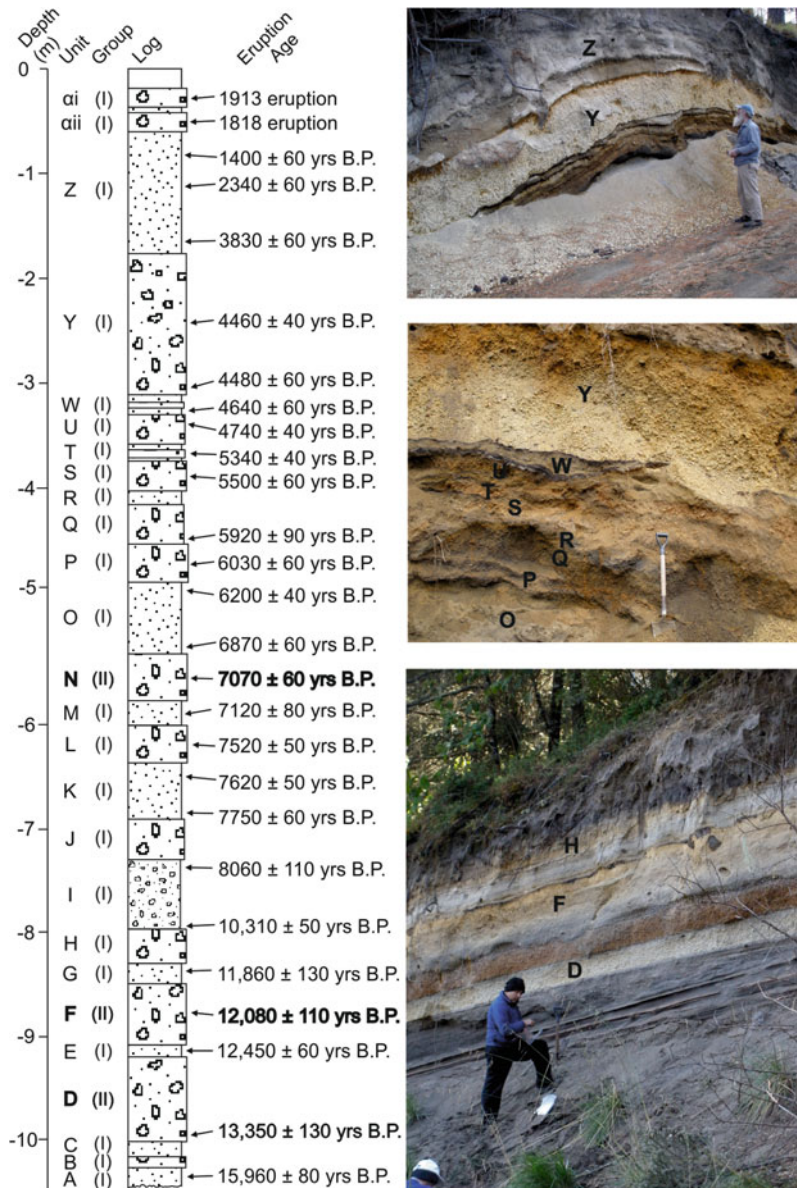 Depth (m) Unit Group Log Eruption Age
0
αi (I) 1913 eruption
αii (I) 1818 eruption
1400 ± 60 yrs B.P.
-1
Z (I) 2340 ± 60 yrs B.P.
3830 ± 60 yrs B.P.
-2
Y (I) 4460 ± 40 yrs B.P.
4480 ± 60 yrs B.P.
-3
W (I) 4640 ± 60 yrs B.P.
U (I) 4740 ± 40 yrs B.P.
T (I) 5340 ± 40 yrs B.P.
S (I) 5500 ± 60 yrs B.P.
-4
R (I)
Q (I) 5920 ± 90 yrs B.P.
P (I) 6030 ± 60 yrs B.P.
-5
6200 ± 40 yrs B.P.
O (I)
6870 ± 60 yrs B.P.
N (II) 7070 ± 60 yrs B.P.
-6
M (I) 7120 ± 80 yrs B.P.
L (I) 7520 ± 50 yrs B.P.
7620 ± 50 yrs B.P.
K (I)
7750 ± 60 yrs B.P.
-7
J (I)
8060 ± 110 yrs B.P.
I (I)
10,310 ± 50 yrs B.P.
-8
H (I)
G (I) 11,860 ± 130 yrs B.P.
F (II) 12,080 ± 110 yrs B.P.
-9
E (I) 12,450 ± 60 yrs B.P.
D (II)
13,350 ± 130 yrs B.P.
-10
C (I)
B (I)
A (I) 15,960 ± 80 yrs B.P.
Z
Y
Y
W
U
T
S
R
Q
P
O
H
F
D